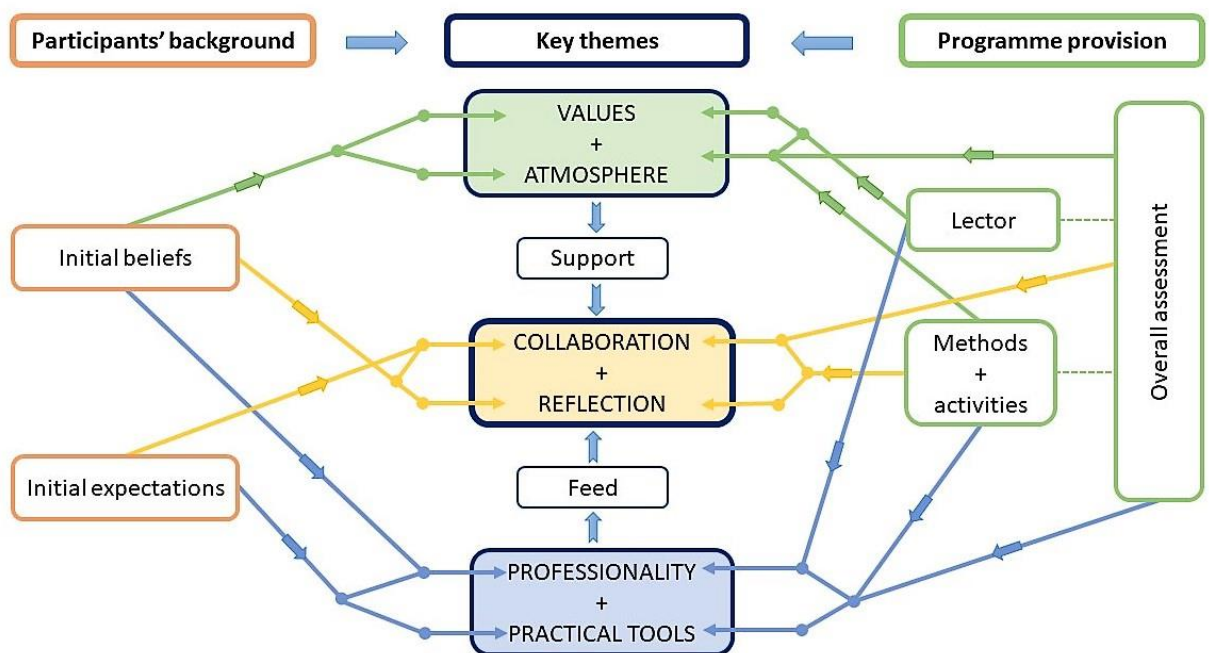 Participants' background
Key themes
Programme provision
VALUES
+
ATMOSPHERE
Lector
Initial beliefs
Support
Overall assessment
COLLABORATION
+
REFLECTION
Methods
+
activities
Initial expectations
Feed
PROFESSIONALITY
+
PRACTICAL TOOLS